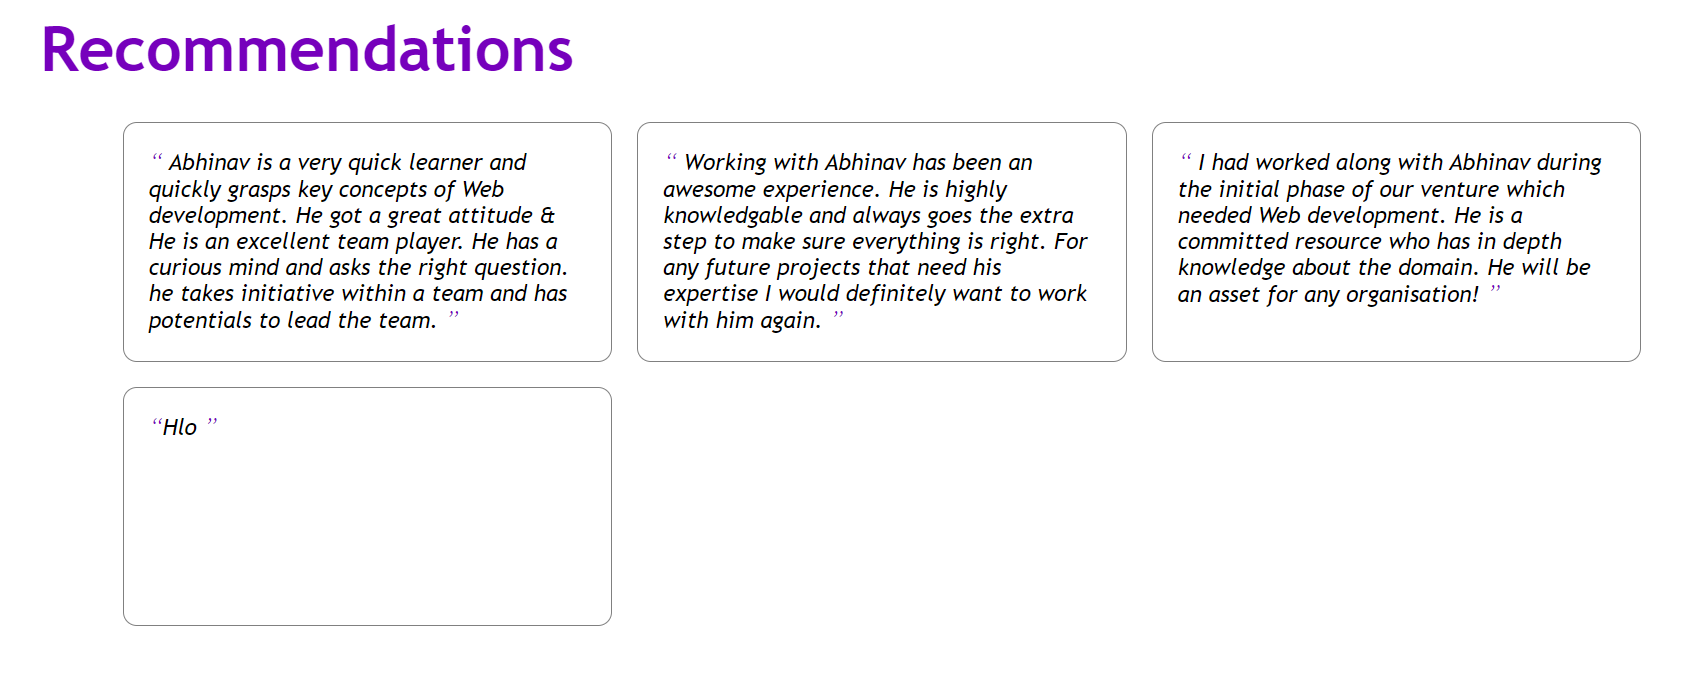 Recommendations
“ Abhinav is a very quick learner and
quickly grasps key concepts of Web
development. He got a great attitude &
He is an excellent team player. He has a
curious mind and asks the right question.
he takes initiative within a team and has
potentials to lead the team. ”
“ Working with Abhinav has been an
awesome experience. He is highly
knowledgable and always goes the extra
step to make sure everything is right. For
any future projects that need his
expertise I would definitely want to work
with him again. ”
“ I had worked along with Abhinav during
the initial phase of our venture which
needed Web development. He is a
committed resource who has in depth
knowledge about the domain. He will be
an asset for any organisation! ”
“Hlo ”